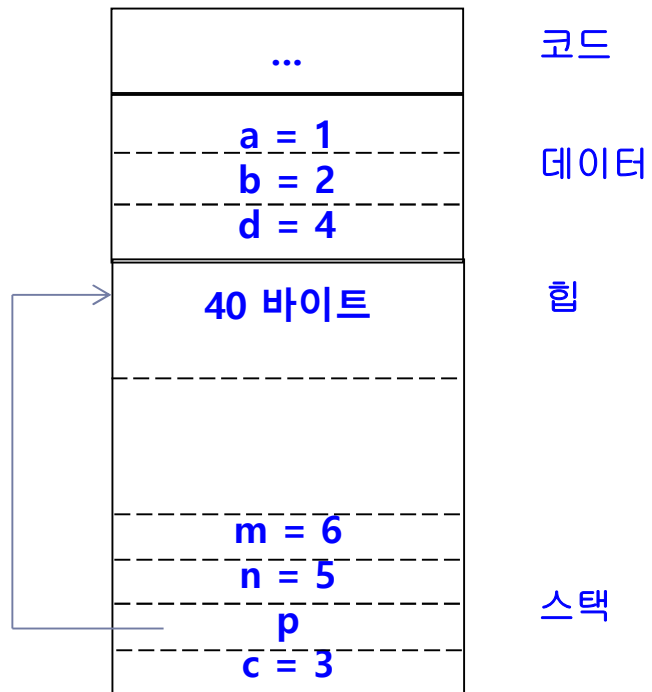 ...
코드
a = 1
b = 2
데이터
d = 4
40 바이트
힙
m = 6
n = 5
스택
p
c = 3